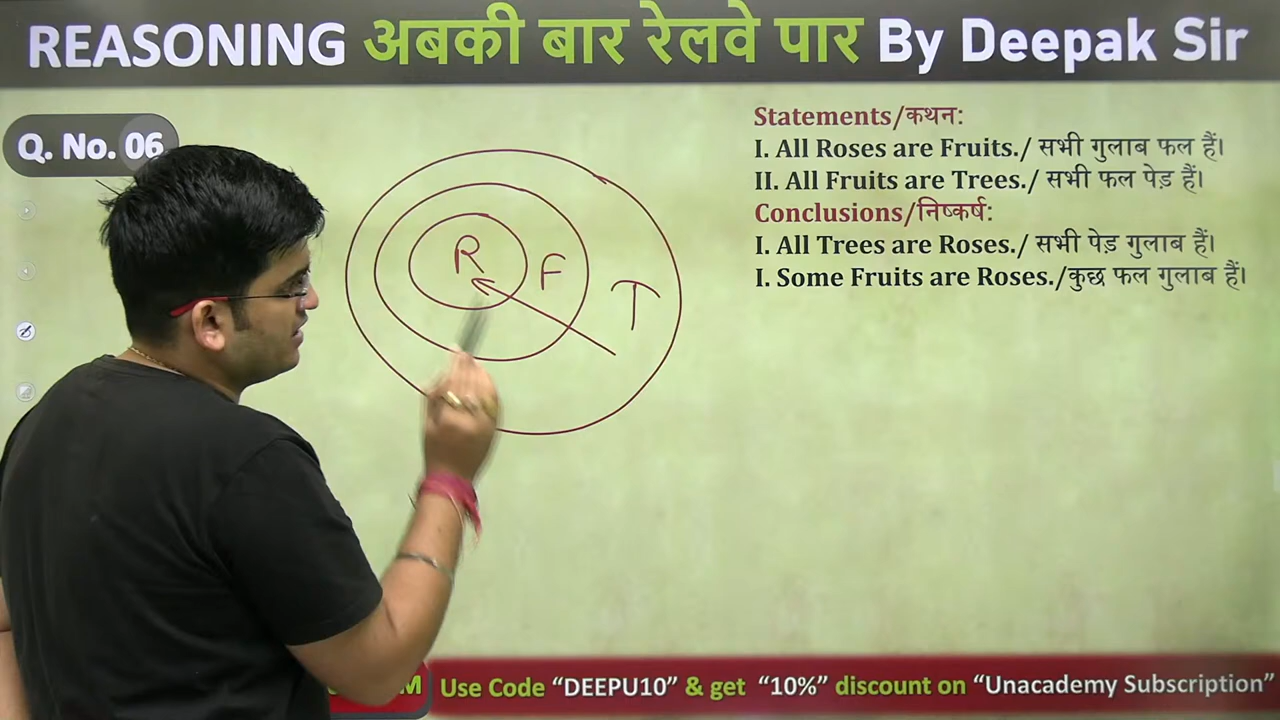 REASONING अबकी बार रेलवे पार By Deepak Sir
Q. No. 06
Statements/कथन:
I. All Roses are Fruits./ सभी गुलाब फल हैं।
II. All Fruits are Trees./ सभी फल पेड़ हैं।
Conclusions/निष्कर्ष:
I. All Trees are Roses./ सभी पेड़ गुलाब हैं।
I. Some Fruits are Roses./कुछ फल गुलाब हैं।
R F T
Use Code “DEEPU10” & get “10%” discount on “Unacademy Subscription”